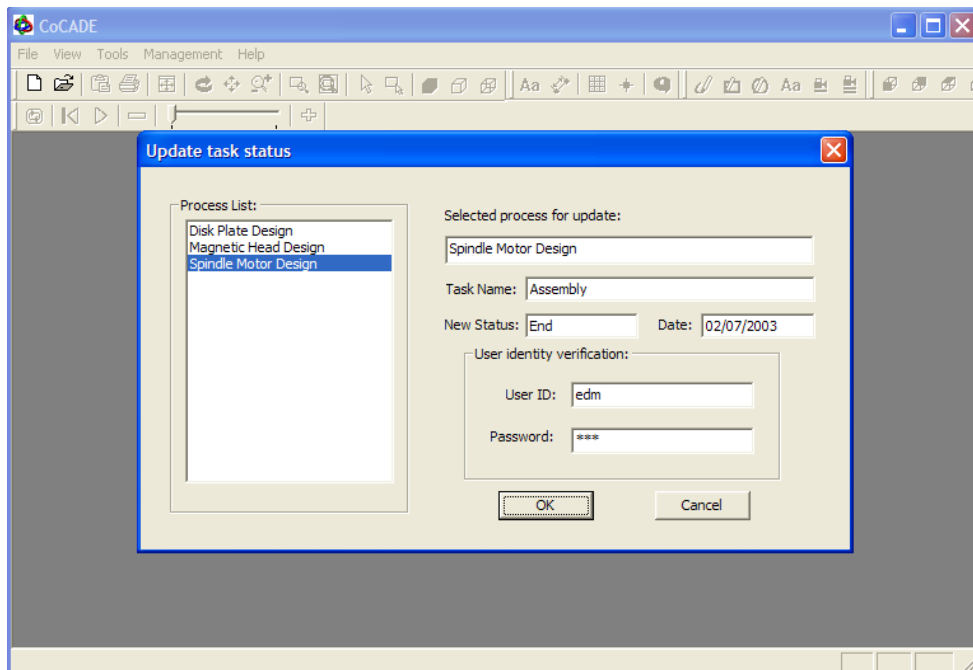 CoCADE
File View Tools Management Help
Aa
Aa
Update task status
Process List:
Disk Plate Design
Magnetic Head Design
Spindle Motor Design
Selected process for update:
Spindle Motor Design
Task Name: Assembly
New Status: End Date: 02/07/2003
User identity verification:
User ID: edm
Password: ***
OK Cancel